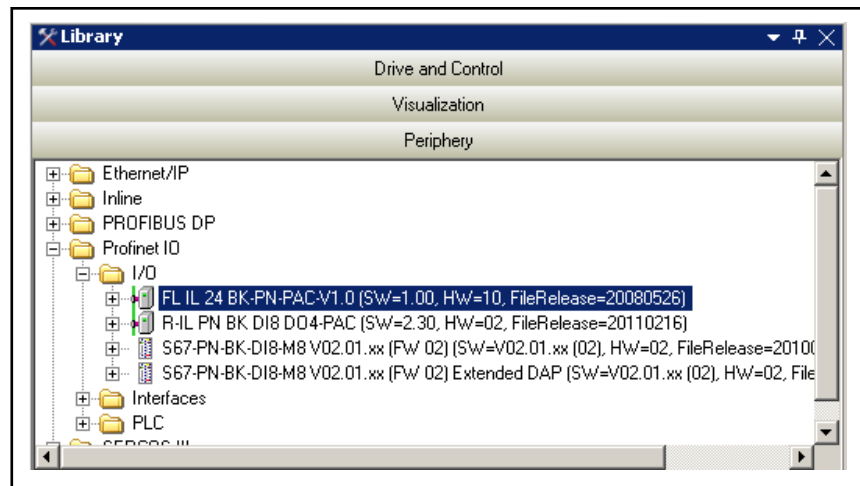 Library
Drive and Control
Visualization
Periphery
Ethernet/IP
Inline
PROFIBUS DP
Profinet IO
I/O
FL IL 24 BK-PN-PAC-V1.0 (SW=1.00, HW=10, FileRelease=20080526)
R-IL PN BK DI8 DO4-PAC (SW=2.30, HW=02, FileRelease=20110216)
S67-PN-BK-DI8-M8 V02.01.xx (FW 02) (SW=V02.01.xx (02), HW=02, FileRelease=20100
S67-PN-BK-DI8-M8 V02.01.xx (FW 02) Extended DAP (SW=V02.01.xx (02), HW=02, File
Interfaces
PLC
SERCOS III